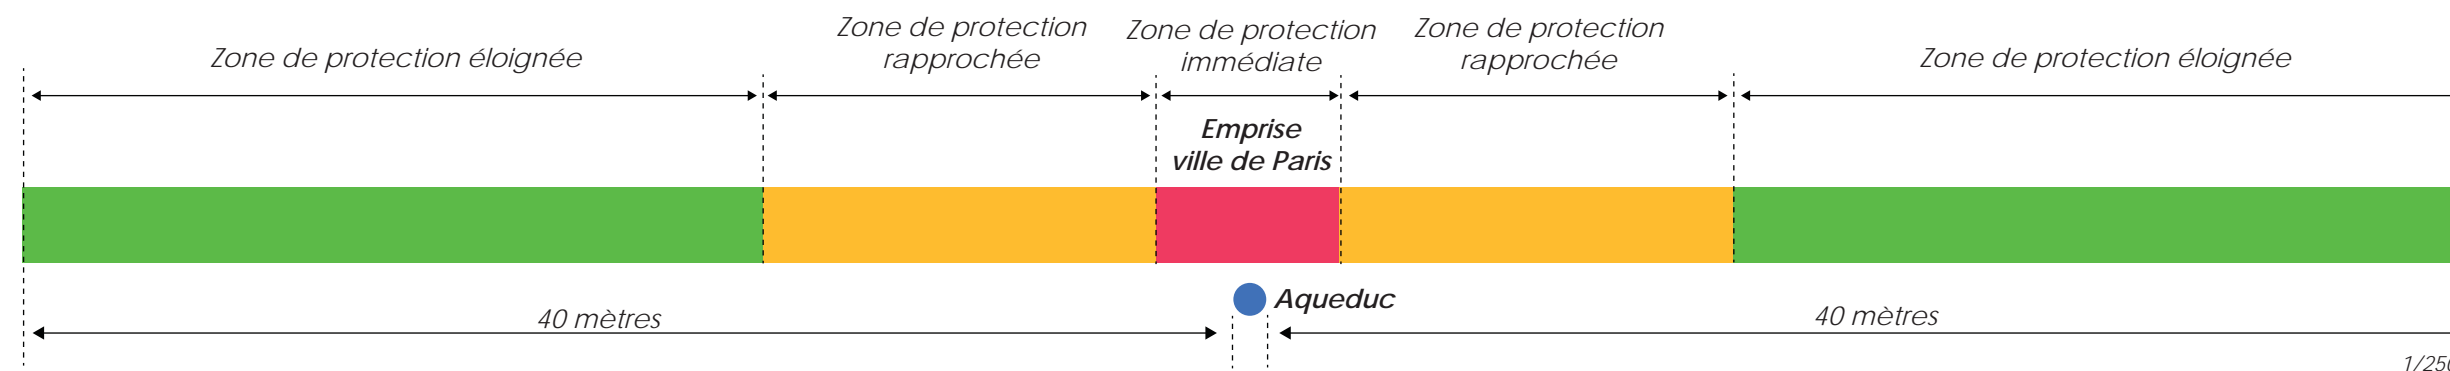 Zone de protection éloignée
Zone de protection
rapprochée
Zone de protection
immédiate
Zone de protection
rapprochée
Zone de protection éloignée
Emprise
ville de Paris
Aqueduc
40 mètres
40 mètres